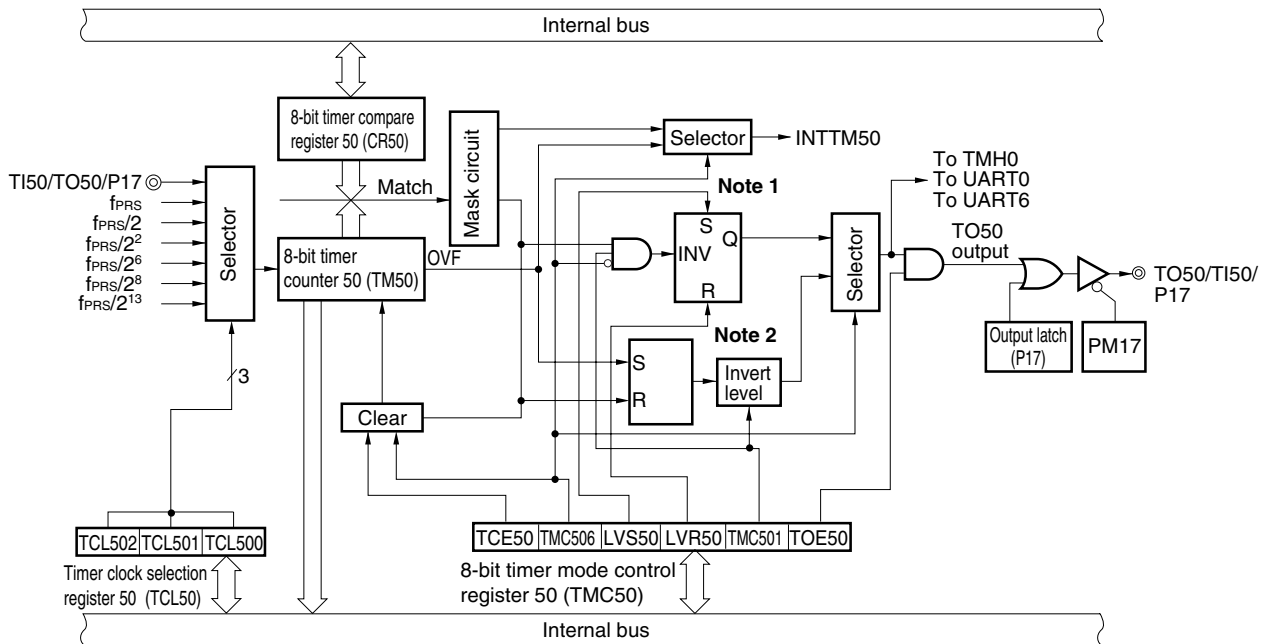 Internal bus
8-bit timer compare
register 50 (CR50)
Mask circuit
Selector
INTTM50
To TMH0
To UART0
To UART6
TI50/TO50/P17
fPRS
fPRS/2
fPRS/2²
fPRS/2⁶
fPRS/2⁸
fPRS/2¹³
Selector
Match
Note 1
S
Q
INV
R
8-bit timer
counter 50 (TM50)
OVF
Selector
TO50
output
TO50/TI50/
P17
Output latch
(P17)
PM17
Note 2
S
R
Invert
level
3
Clear
TCL502 TCL501 TCL500
Timer clock selection
register 50 (TCL50)
TCE50 TMC506 LVS50 LVR50 TMC501 TOE50
8-bit timer mode control
register 50 (TMC50)
Internal bus